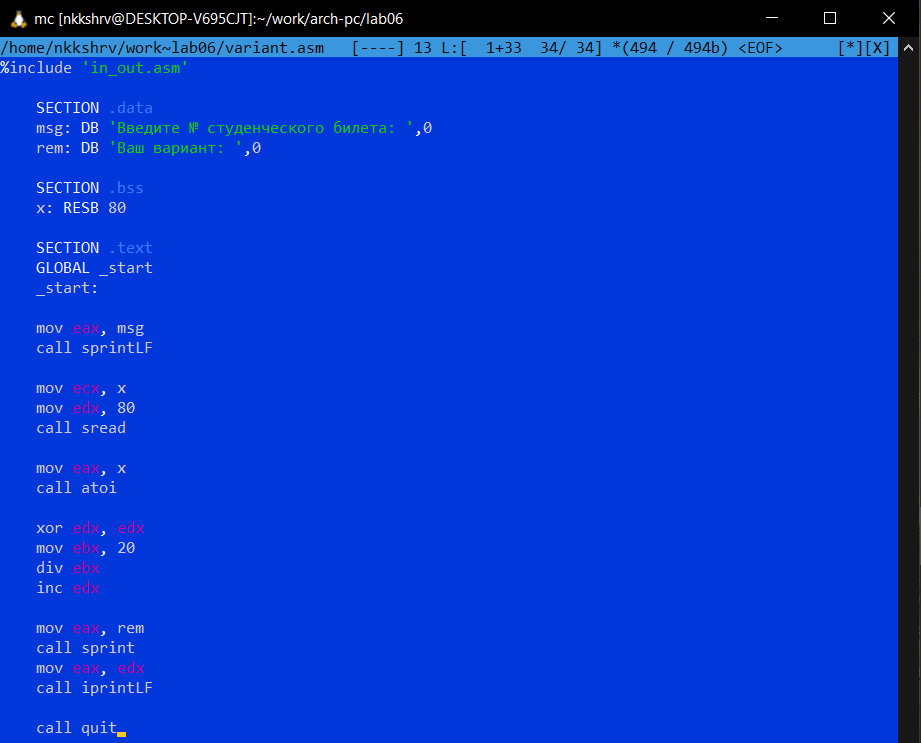 mc [nkkshrv@DESKTOP-V695CJT]:~/work/arch-pc/lab06
/home/nkkshrv/work~lab06/variant.asm   [----] 13 L:[  1+33  34/ 34] *(494 / 494b) <EOF>      [*][X]
%include 'in_out.asm'
SECTION .data
msg: DB 'Введите № студенческого билета: ',0
rem: DB 'Ваш вариант: ',0
SECTION .bss
x: RESB 80
SECTION .text
GLOBAL _start
_start:
mov eax, msg
call sprintLF
mov ecx, x
mov edx, 80
call sread
mov eax, x
call atoi
xor edx, edx
mov ebx, 20
div ebx
inc edx
mov eax, rem
call sprint
mov eax, edx
call iprintLF
call quit